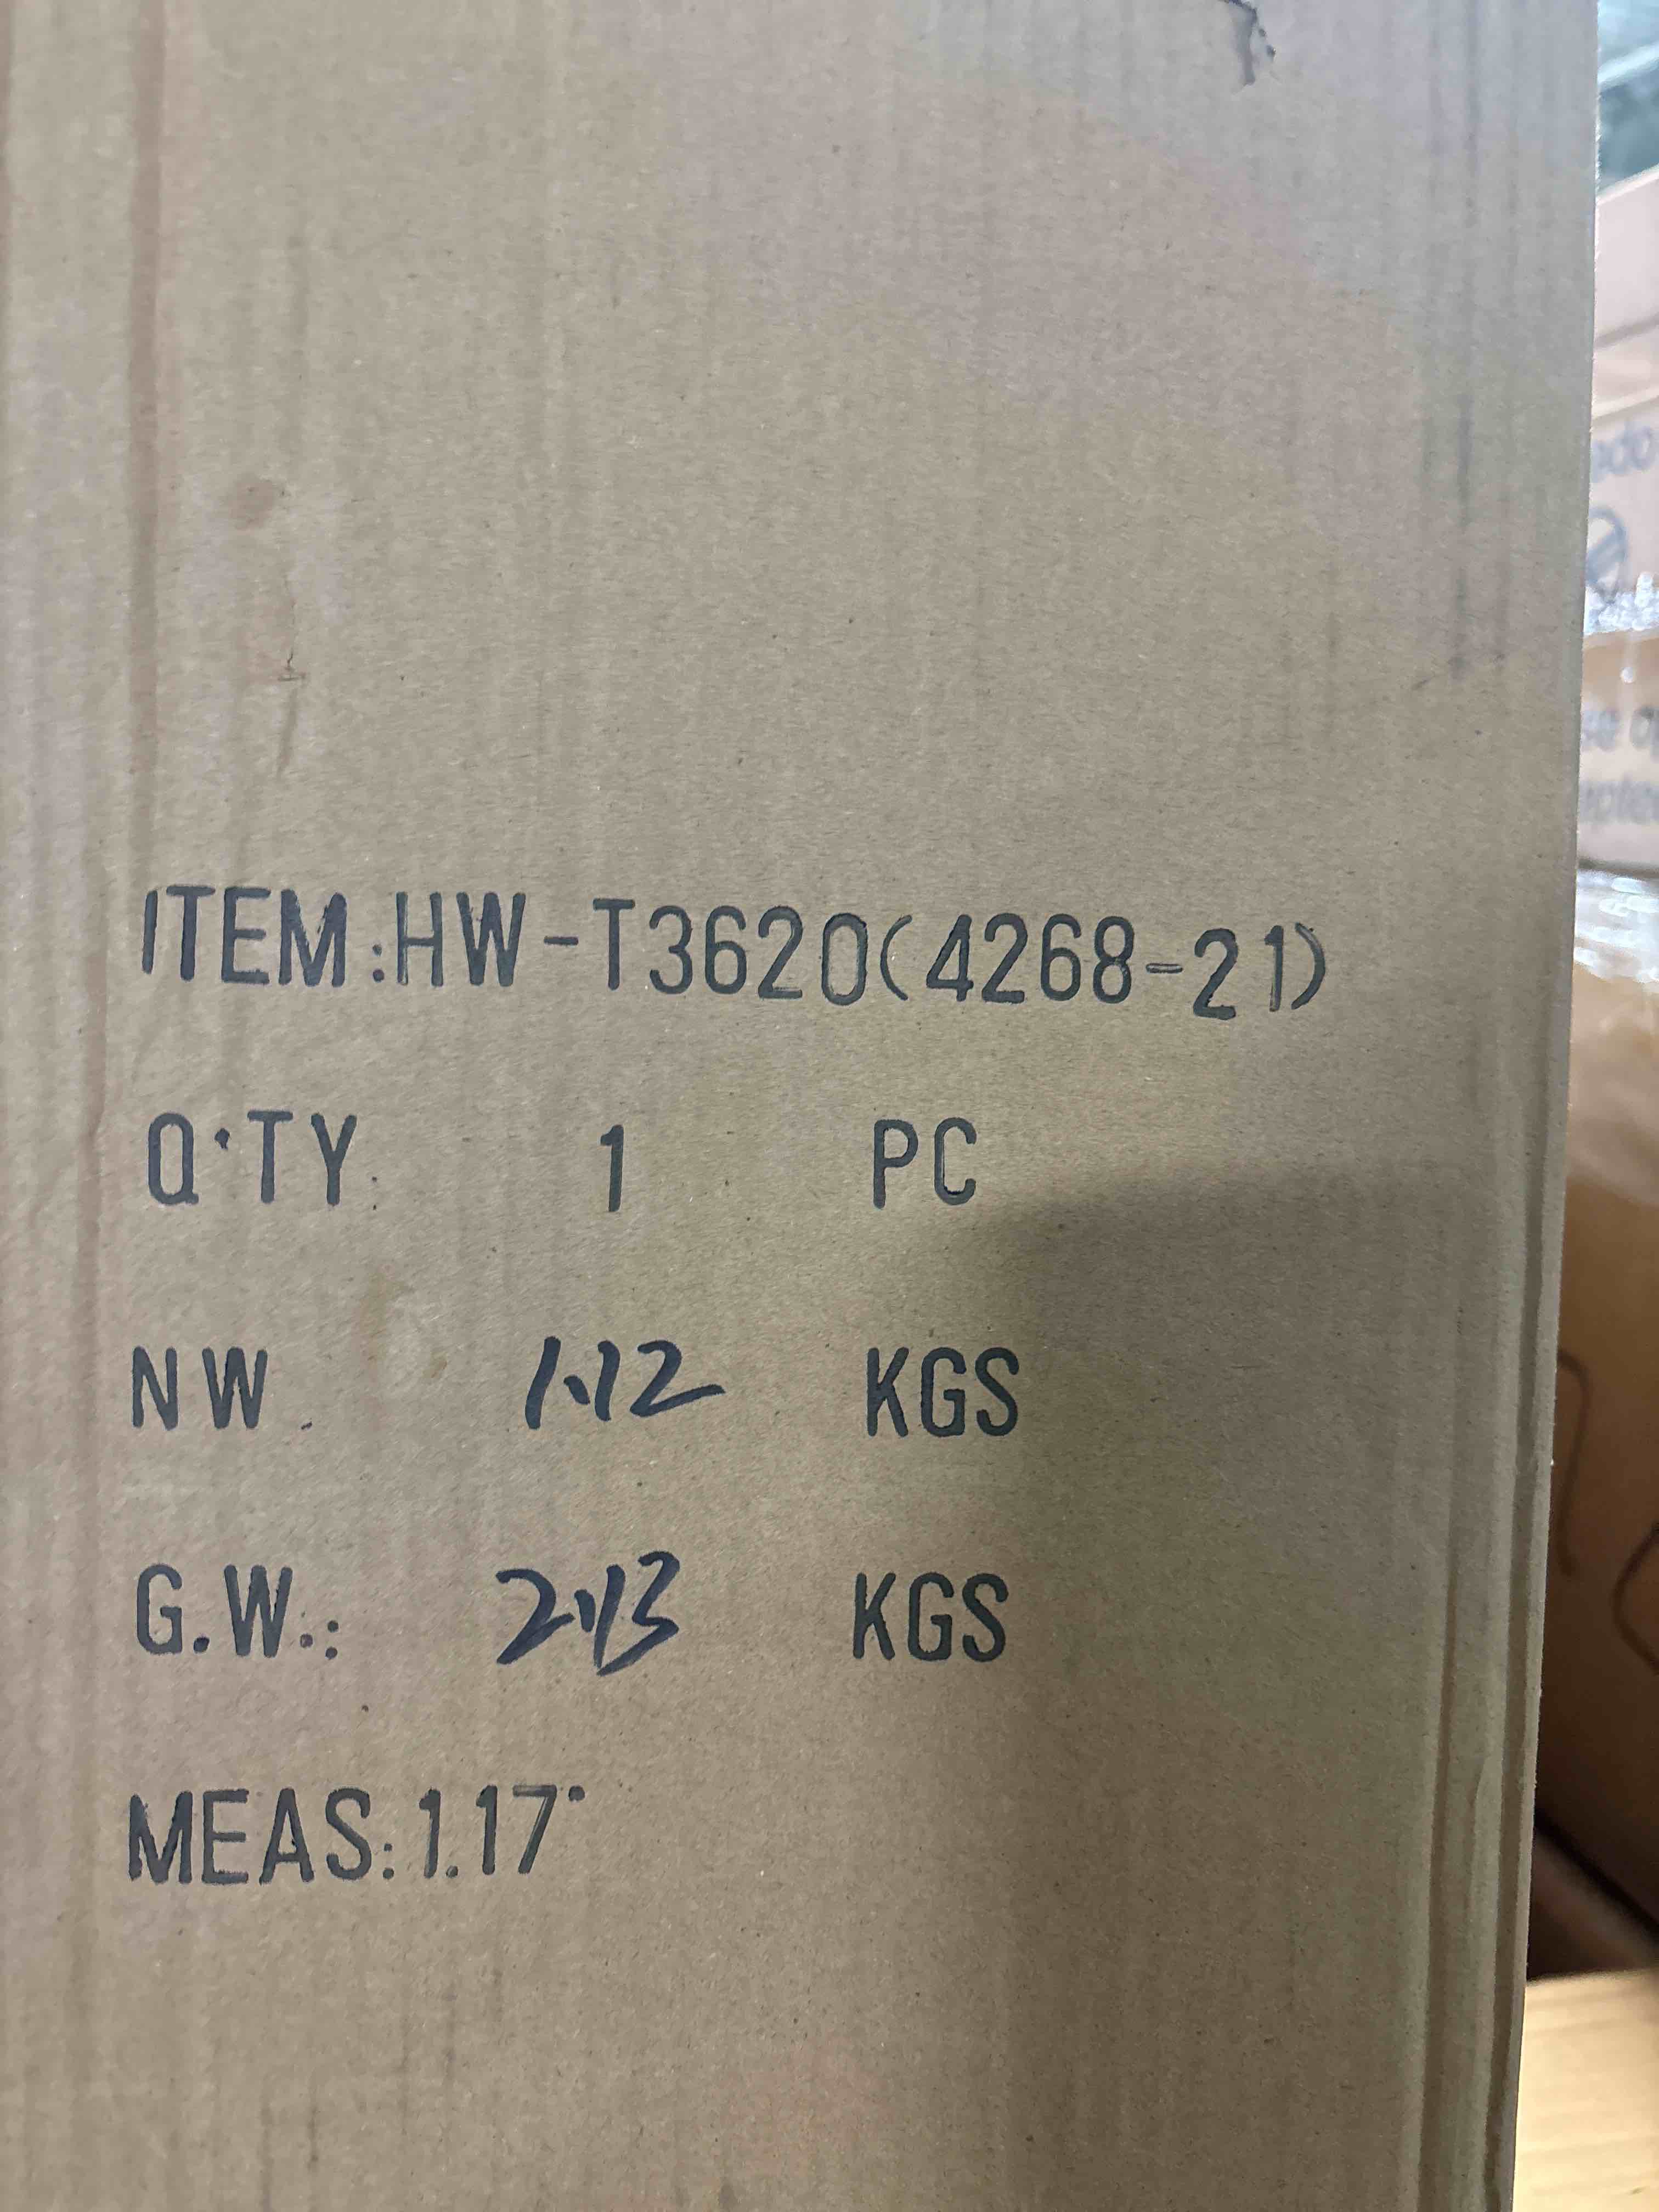 ITEM:HW-T3620(4268-21)
Q'TY: 1 PC
NW. 1.12 KGS
G.W.: 2.13 KGS
MEAS:1.17'